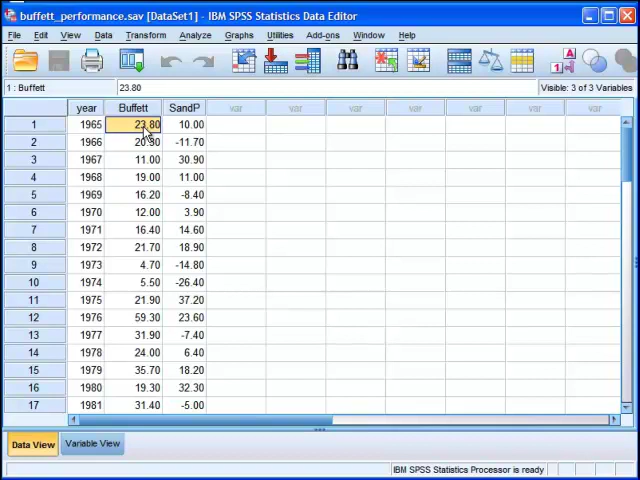 buffett_performance.sav [DataSet1] - IBM SPSS Statistics Data Editor
File Edit View Data Transform Analyze Graphs Utilities Add-ons Window Help
1 : Buffett 23.80 Visible: 3 of 3 Variables
year Buffett SandP var var var var var var var
1 1965 23.80 10.00
2 1966 20.30 -11.70
3 1967 11.00 30.90
4 1968 19.00 11.00
5 1969 16.20 -8.40
6 1970 12.00 3.90
7 1971 16.40 14.60
8 1972 21.70 18.90
9 1973 4.70 -14.80
10 1974 5.50 -26.40
11 1975 21.90 37.20
12 1976 59.30 23.60
13 1977 31.90 -7.40
14 1978 24.00 6.40
15 1979 35.70 18.20
16 1980 19.30 32.30
17 1981 31.40 -5.00
Data View Variable View
IBM SPSS Statistics Processor is ready